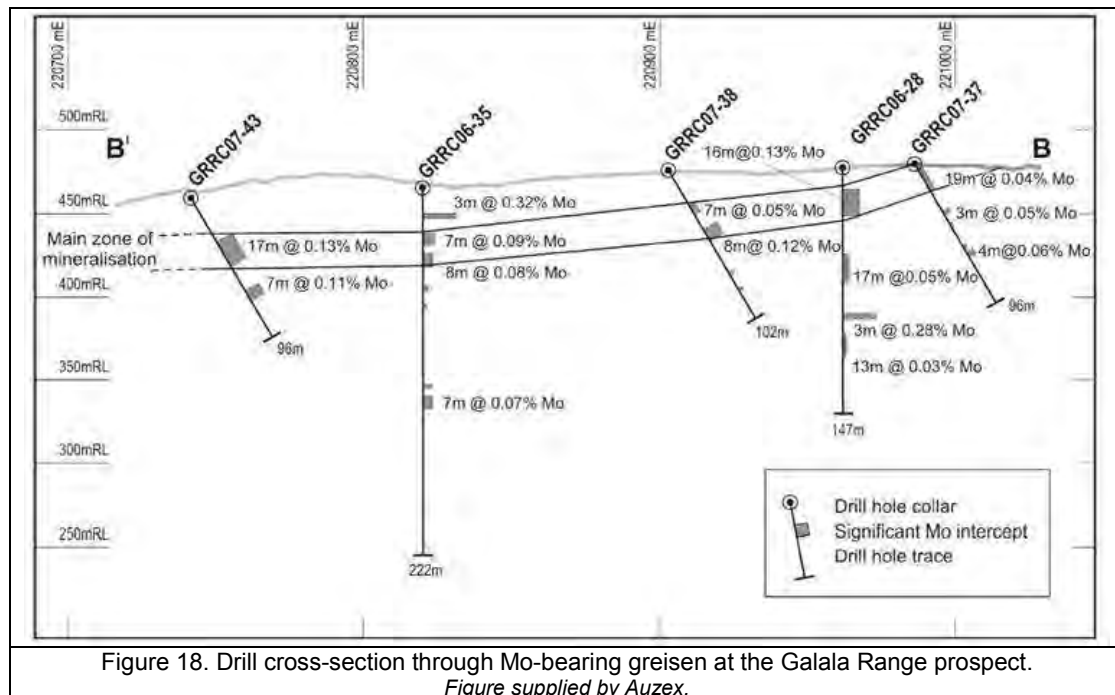 220700 mE
220800 mE
220900 mE
221000 mE
500mRL
450mRL
400mRL
350mRL
300mRL
250mRL
B'
B
GRRC07-43
GRRC06-35
GRRC07-38
GRRC06-28
GRRC07-37
Main zone of
mineralisation
17m @ 0.13% Mo
7m @ 0.11% Mo
96m
3m @ 0.32% Mo
7m @ 0.09% Mo
8m @ 0.08% Mo
7m @ 0.07% Mo
222m
7m @ 0.05% Mo
8m @ 0.12% Mo
102m
16m@0.13% Mo
17m @0.05% Mo
3m @ 0.28% Mo
13m @ 0.03% Mo
147m
19m @ 0.04% Mo
3m @ 0.05% Mo
4m@0.06% Mo
96m
Drill hole collar
Significant Mo intercept
Drill hole trace
Figure 18. Drill cross-section through Mo-bearing greisen at the Galala Range prospect.
Figure supplied by Auzex.